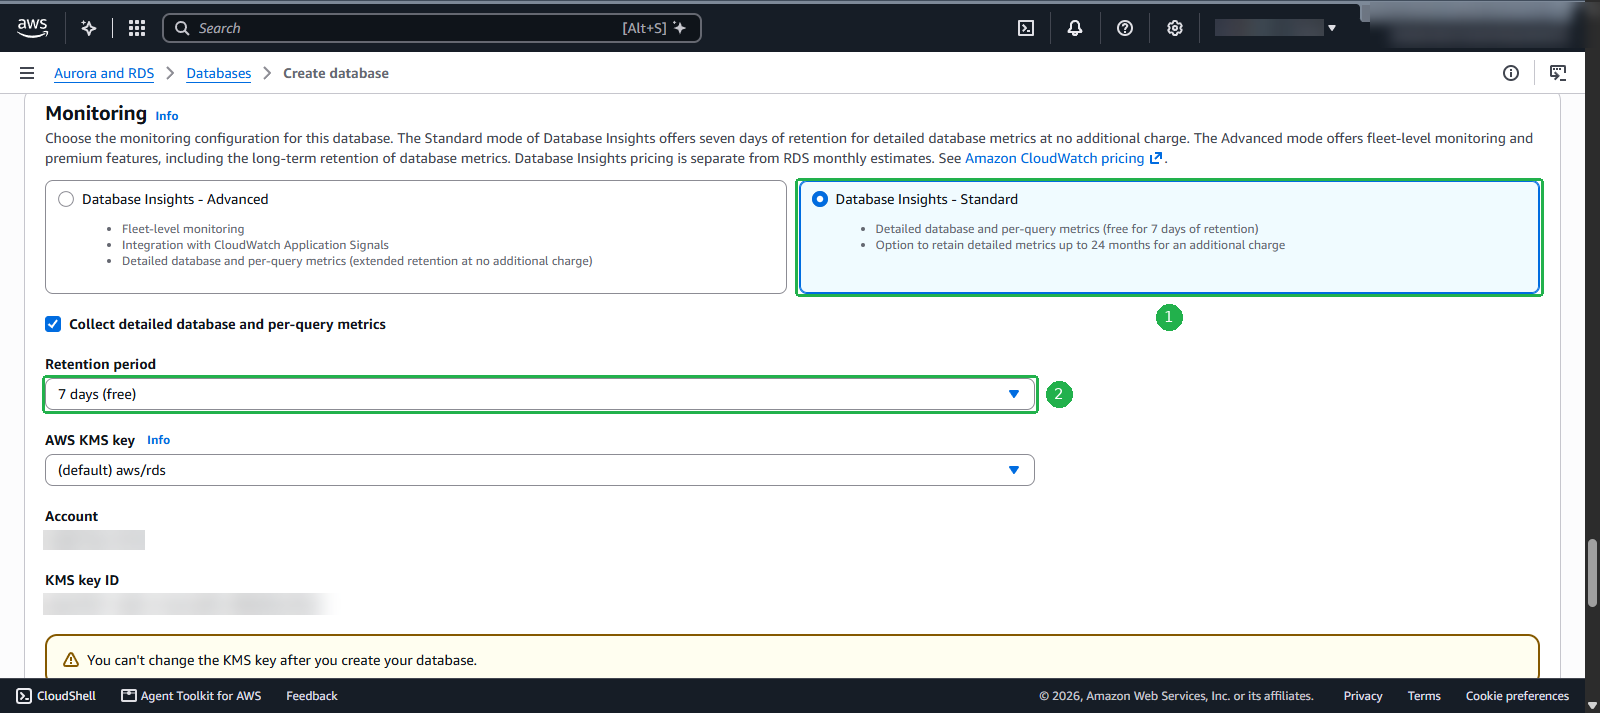 aws
Search
[Alt+S]
Aurora and RDS
Databases
Create database
Monitoring Info
Choose the monitoring configuration for this database. The Standard mode of Database Insights offers seven days of retention for detailed database metrics at no additional charge. The Advanced mode offers fleet-level monitoring and
premium features, including the long-term retention of database metrics. Database Insights pricing is separate from RDS monthly estimates. See Amazon CloudWatch pricing.
Database Insights - Advanced
Fleet-level monitoring
Integration with CloudWatch Application Signals
Detailed database and per-query metrics (extended retention at no additional charge)
Database Insights - Standard
Detailed database and per-query metrics (free for 7 days of retention)
Option to retain detailed metrics up to 24 months for an additional charge
1
Collect detailed database and per-query metrics
Retention period
7 days (free)
2
AWS KMS key Info
(default) aws/rds
Account
KMS key ID
You can't change the KMS key after you create your database.
CloudShell
Agent Toolkit for AWS
Feedback
© 2026, Amazon Web Services, Inc. or its affiliates.
Privacy
Terms
Cookie preferences